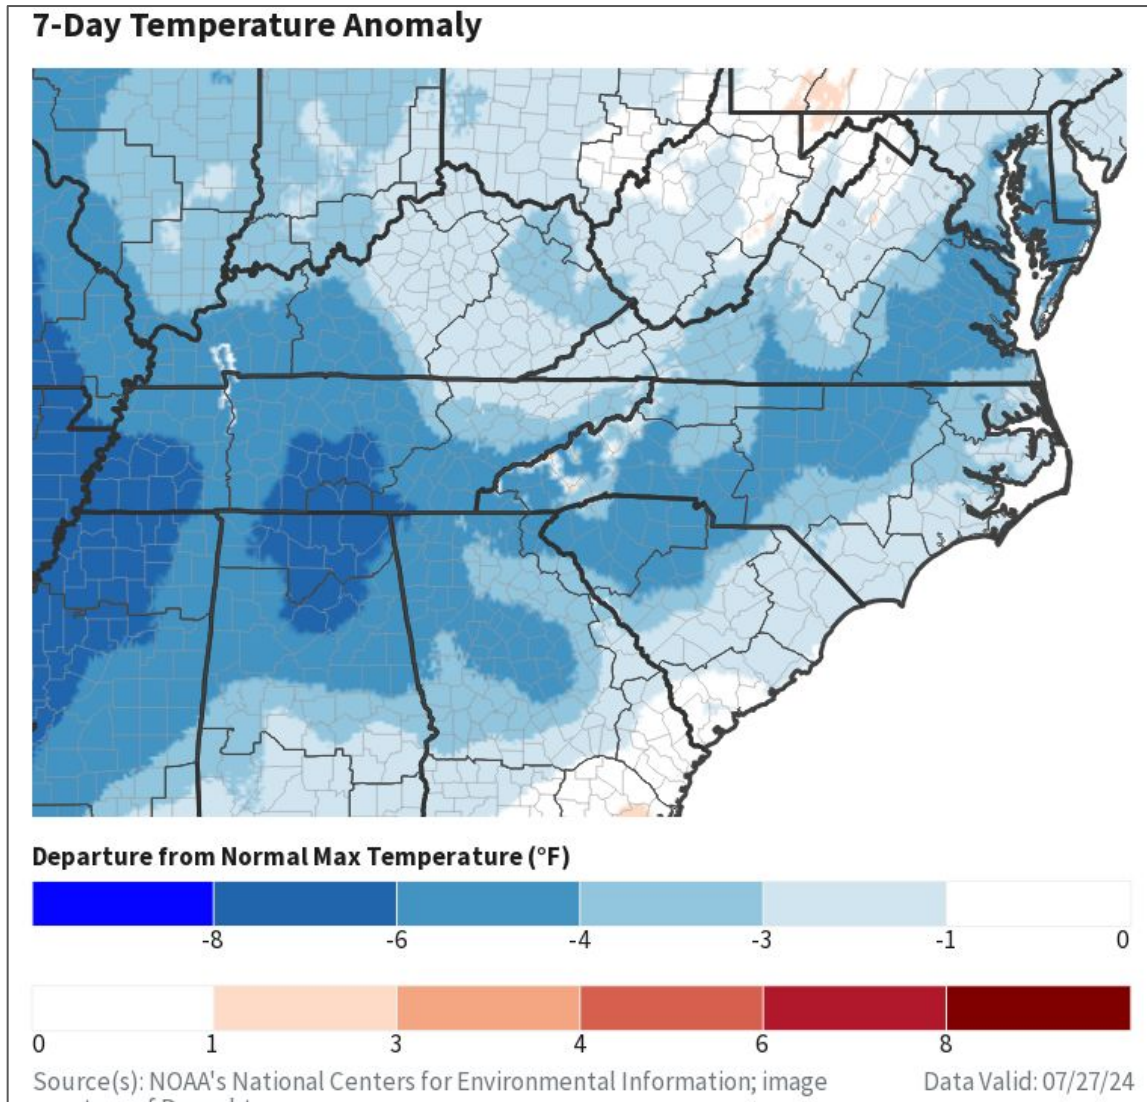 7-Day Temperature Anomaly
Departure from Normal Max Temperature (°F)
-8 -6 -4 -3 -1 0
0 1 3 4 6 8
Source(s): NOAA's National Centers for Environmental Information; image
Data Valid: 07/27/24